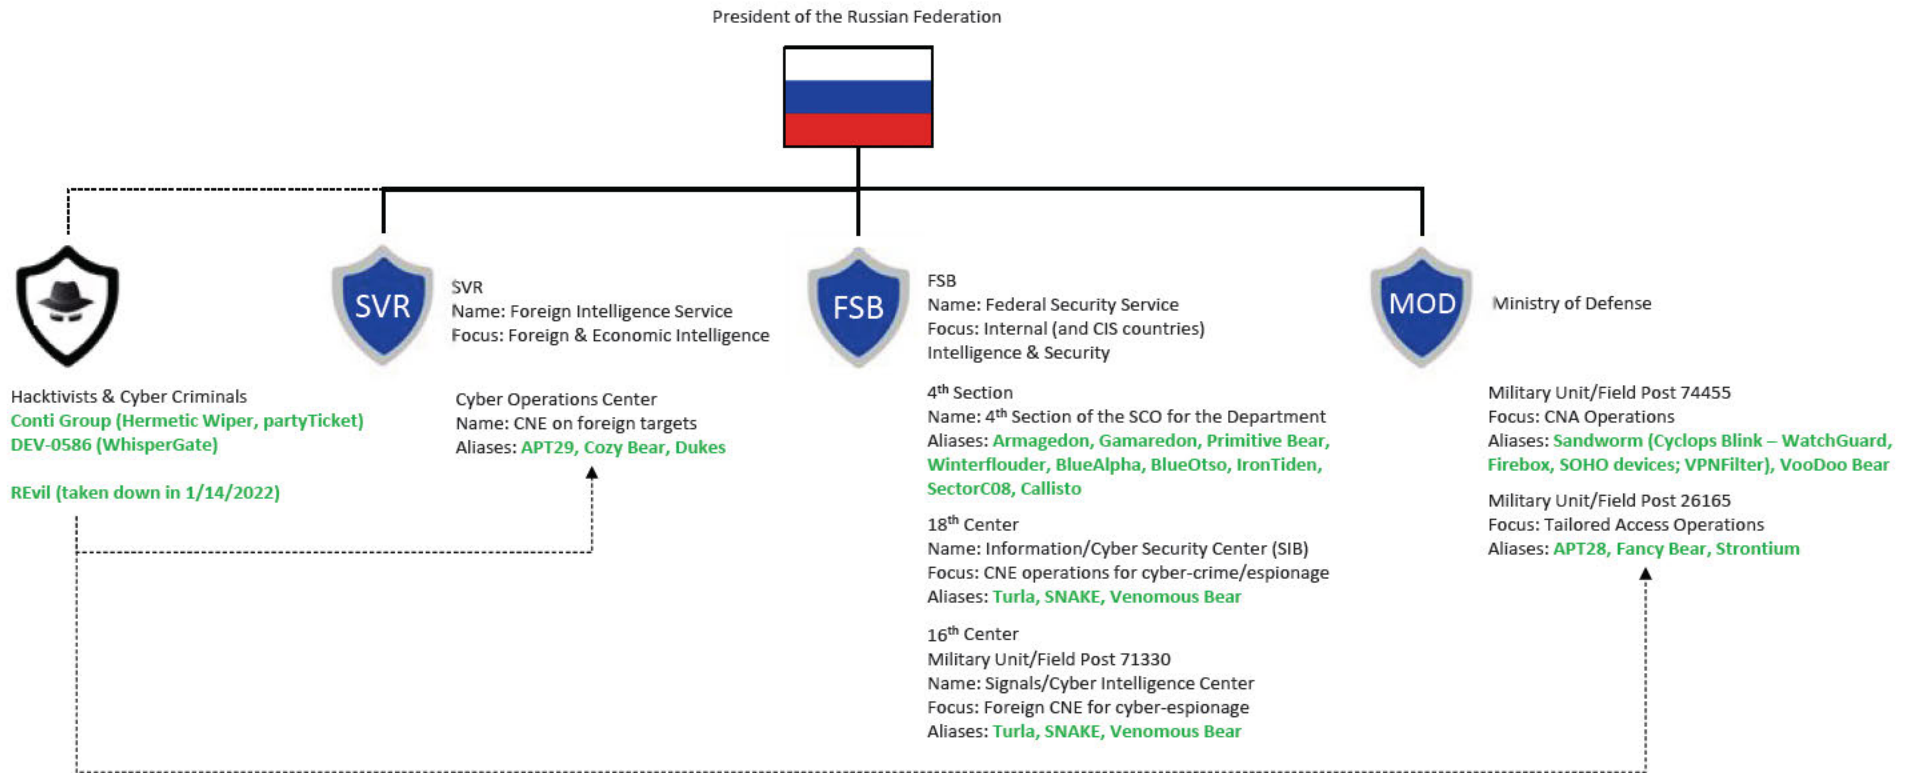 President of the Russian Federation
Hacktivists & Cyber Criminals
Conti Group (Hermetic Wiper, partyTicket)
DEV-0586 (WhisperGate)
REvil (taken down in 1/14/2022)
SVR
SVR
Name: Foreign Intelligence Service
Focus: Foreign & Economic Intelligence
Cyber Operations Center
Name: CNE on foreign targets
Aliases: APT29, Cozy Bear, Dukes
FSB
FSB
Name: Federal Security Service
Focus: Internal (and CIS countries)
Intelligence & Security
4th Section
Name: 4th Section of the SCO for the Department
Aliases: Armagedon, Gamaredon, Primitive Bear,
Winterflouder, BlueAlpha, BlueOtso, IronTiden,
SectorC08, Callisto
18th Center
Name: Information/Cyber Security Center (SIB)
Focus: CNE operations for cyber-crime/espionage
Aliases: Turla, SNAKE, Venomous Bear
16th Center
Military Unit/Field Post 71330
Name: Signals/Cyber Intelligence Center
Focus: Foreign CNE for cyber-espionage
Aliases: Turla, SNAKE, Venomous Bear
MOD
Ministry of Defense
Military Unit/Field Post 74455
Focus: CNA Operations
Aliases: Sandworm (Cyclops Blink – WatchGuard,
Firebox, SOHO devices; VPNFilter), VooDoo Bear
Military Unit/Field Post 26165
Focus: Tailored Access Operations
Aliases: APT28, Fancy Bear, Strontium